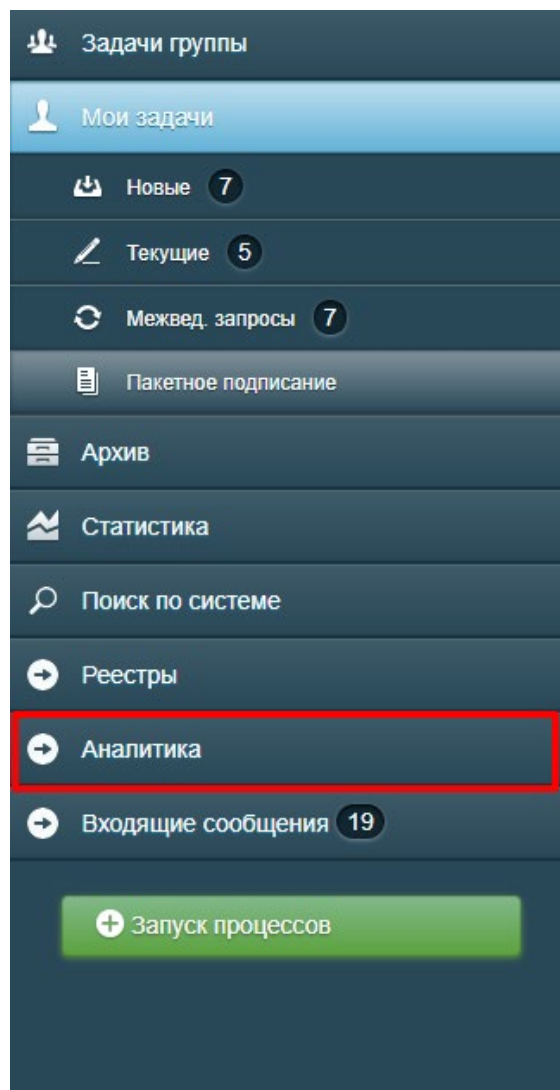 Задачи группы
Мои задачи
Новые 7
Текущие 5
Межвед. запросы 7
Пакетное подписание
Архив
Статистика
Поиск по системе
Реестры
Аналитика
Входящие сообщения 19
Запуск процессов